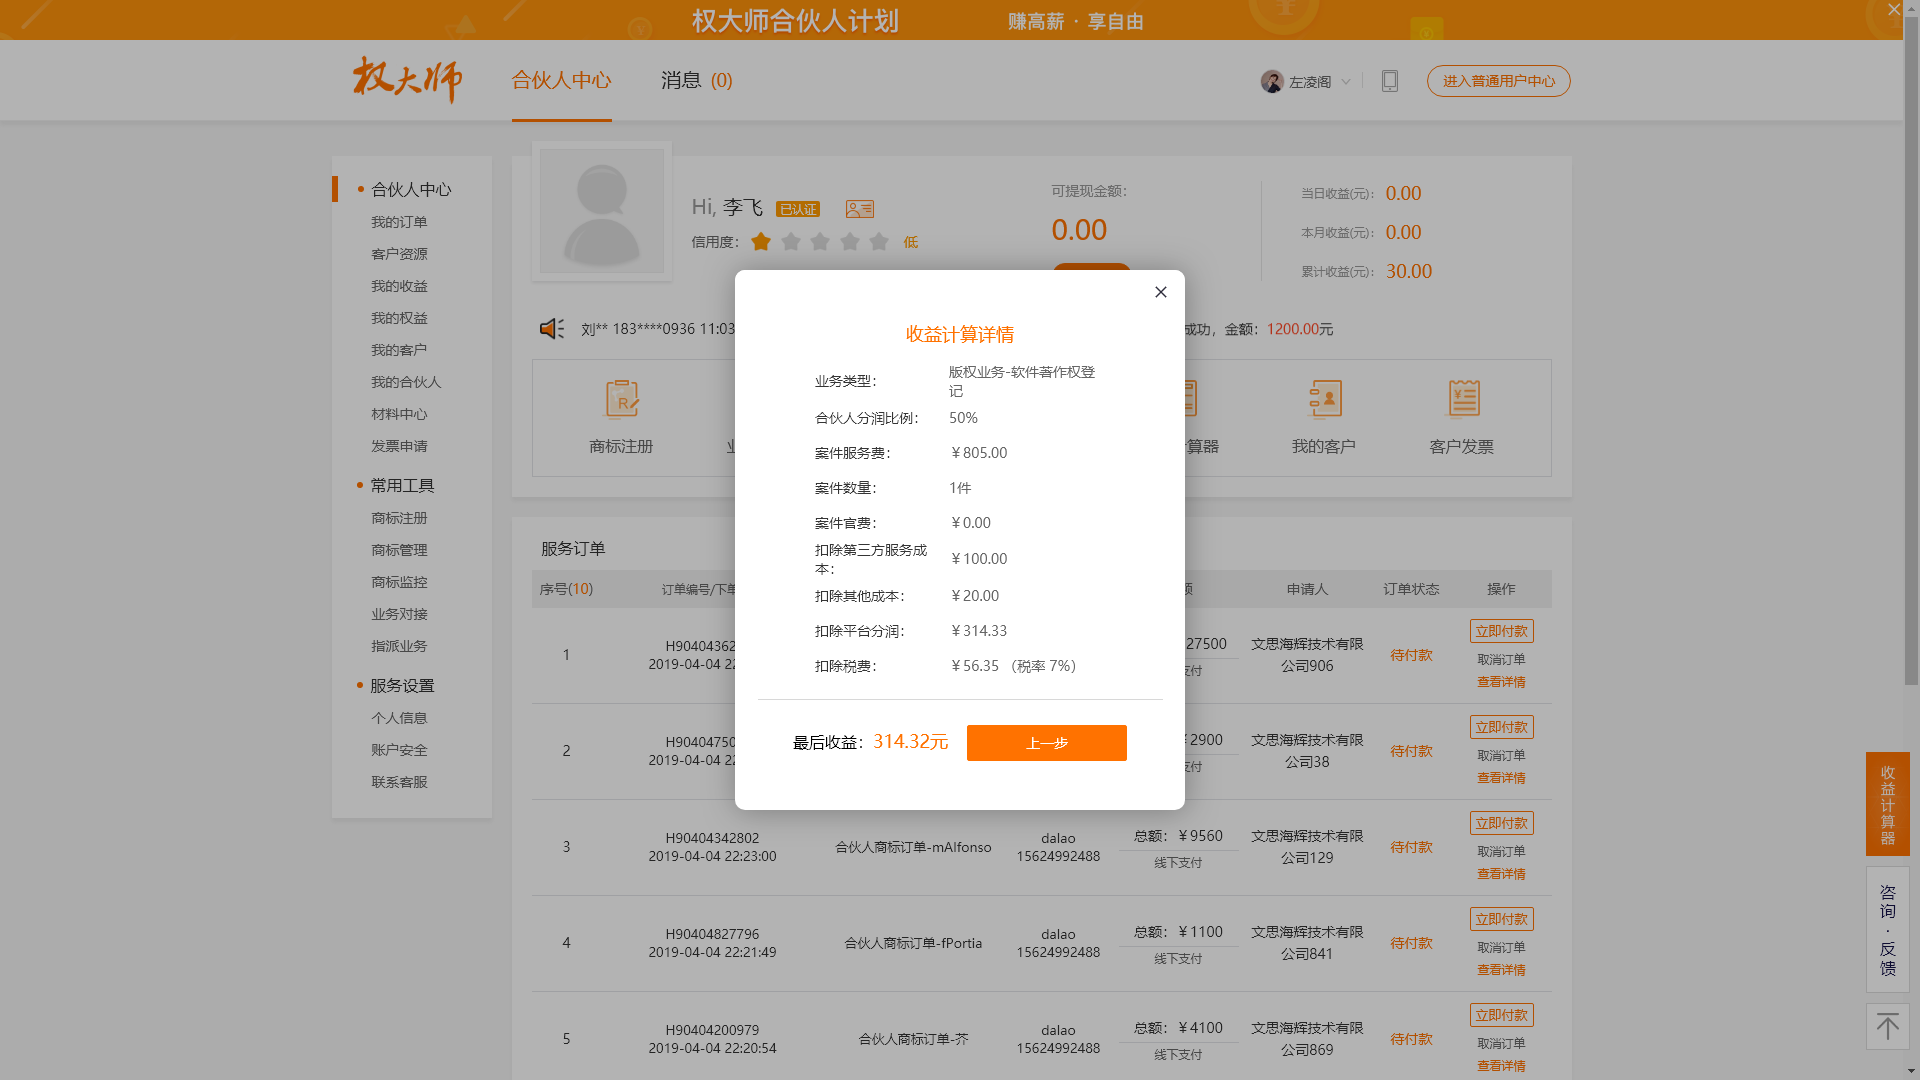 权大师合伙人计划 赚高薪 · 享自由
权大师 合伙人中心 消息 (0) 左凌阁 进入普通用户中心
合伙人中心
我的订单
客户资源
我的收益
我的权益
我的客户
我的合伙人
材料中心
发票申请
常用工具
商标注册
商标管理
商标监控
业务对接
指派业务
服务设置
个人信息
账户安全
联系客服
Hi, 李飞 已认证
信用度： 低
可提现金额：
0.00
当日收益(元)： 0.00
本月收益(元)： 0.00
累计收益(元)： 30.00
刘** 183****0936 11:03
成功，金额：1200.00元
商标注册 业 算器 我的客户 客户发票
收益计算详情
业务类型： 版权业务-软件著作权登
记
合伙人分润比例： 50%
案件服务费： ￥805.00
案件数量： 1件
案件官费： ￥0.00
扣除第三方服务成
本： ￥100.00
扣除其他成本： ￥20.00
扣除平台分润： ￥314.33
扣除税费： ￥56.35 （税率 7%）
最后收益：314.32元 上一步
服务订单
序号(10) 订单编号/下单 额 申请人 订单状态 操作
1 H90404362 27500 文思海辉技术有限 待付款 立即付款
2019-04-04 22 支付 公司906 取消订单
查看详情
2 H90404750 ￥2900 文思海辉技术有限 待付款 立即付款
2019-04-04 22 支付 公司38 取消订单
查看详情
3 H90404342802 合伙人商标订单-mAlfonso dalao 总额：￥9560 文思海辉技术有限 待付款 立即付款
2019-04-04 22:23:00 15624992488 线下支付 公司129 取消订单
查看详情
4 H90404827796 合伙人商标订单-fPortia dalao 总额：￥1100 文思海辉技术有限 待付款 立即付款
2019-04-04 22:21:49 15624992488 线下支付 公司841 取消订单
查看详情
5 H90404200979 合伙人商标订单-芥 dalao 总额：￥4100 文思海辉技术有限 待付款 立即付款
2019-04-04 22:20:54 15624992488 线下支付 公司869 取消订单
查看详情
收益计算器
咨询·反馈